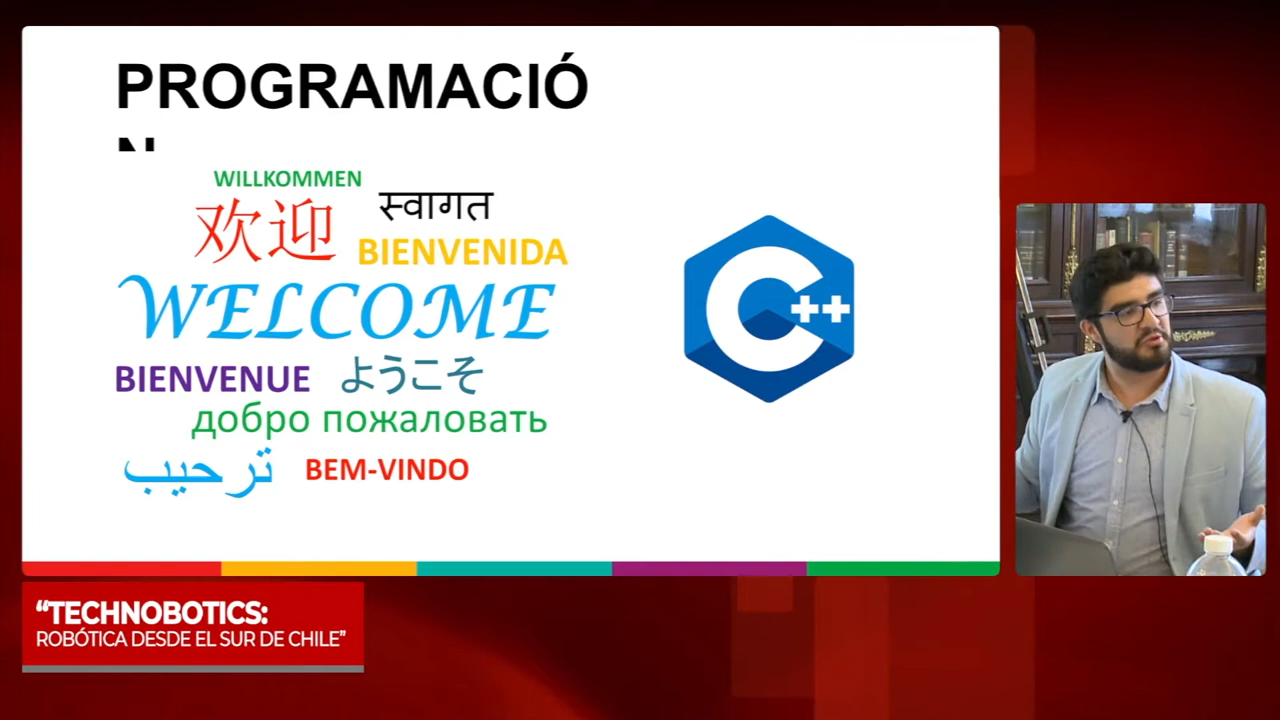 PROGRAMACIÓ
N
WILLKOMMEN
欢迎 स्वागत
BIENVENIDA
WELCOME
BIENVENUE ようこそ
добро пожаловать
ترحيب BEM-VINDO
C++
“TECHNOBOTICS:
ROBÓTICA DESDE EL SUR DE CHILE”